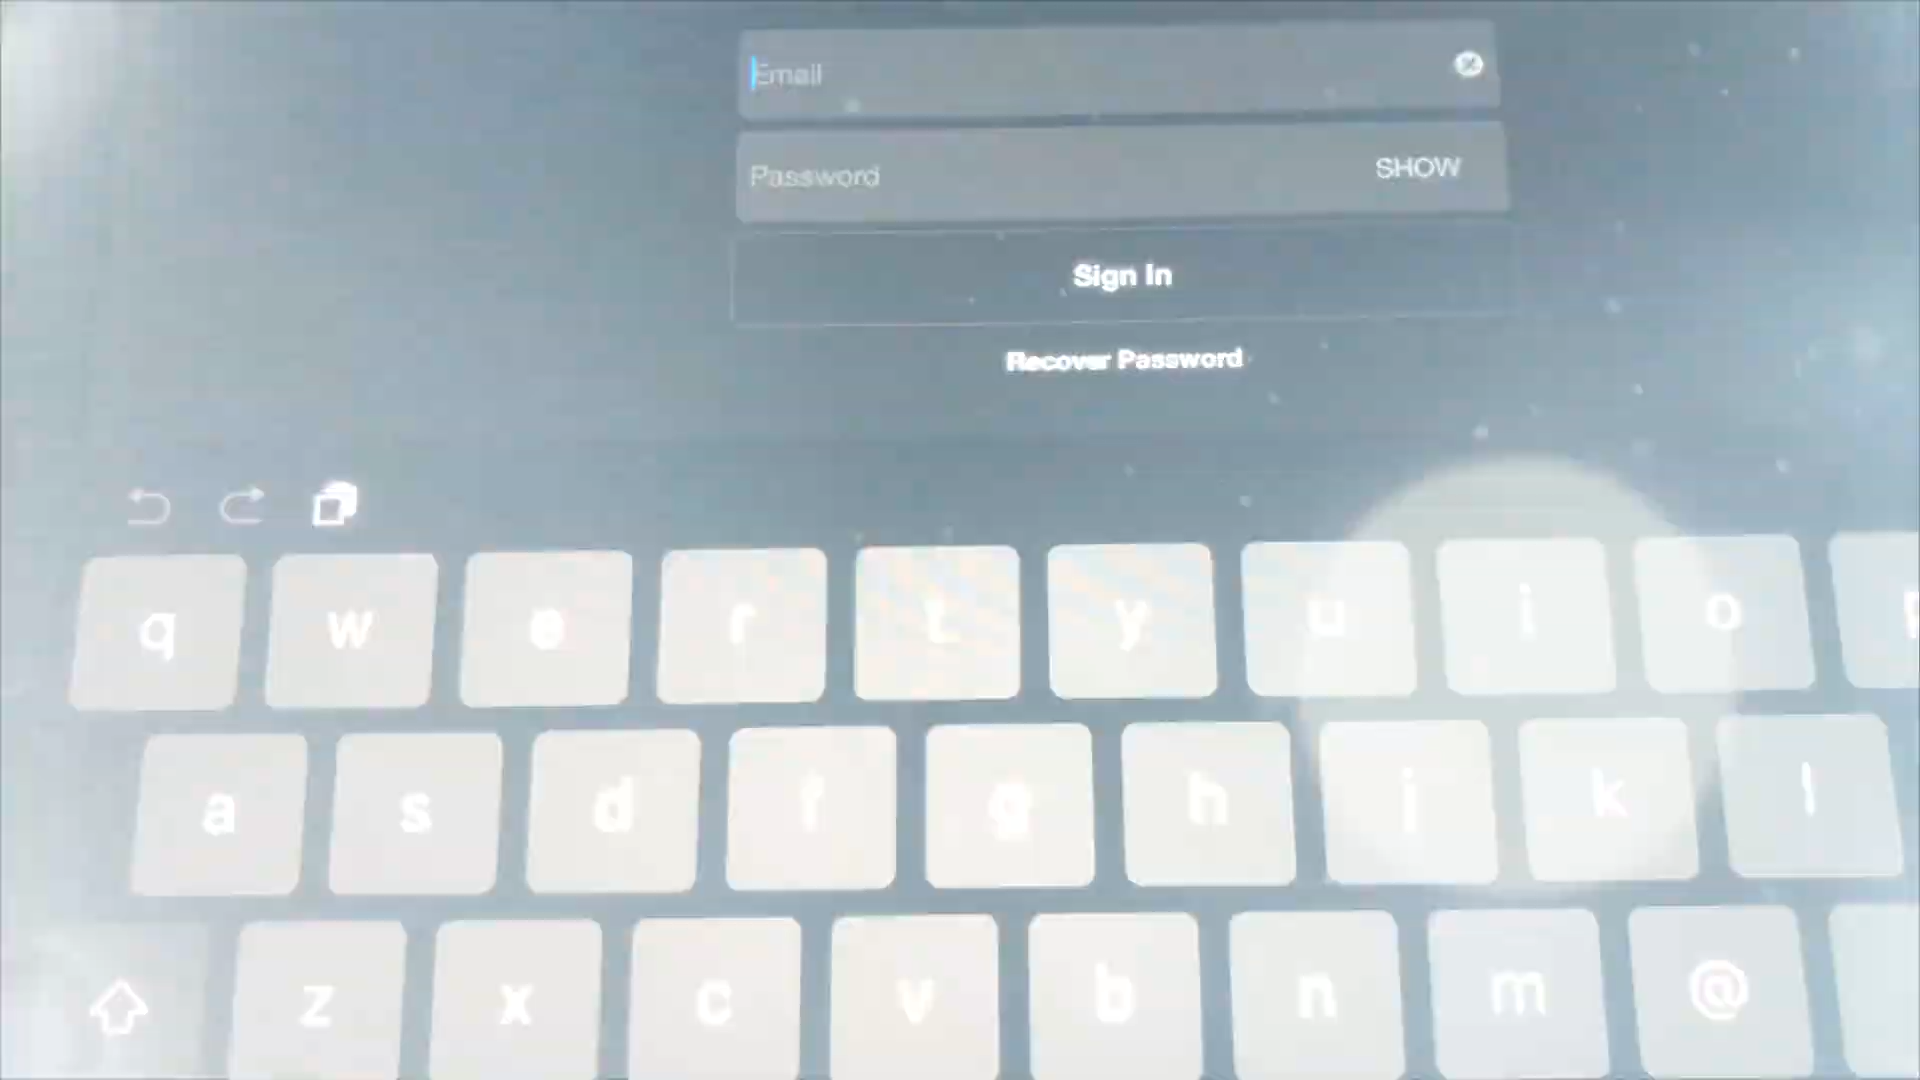 Email
Password SHOW
Sign In
Recover Password
q w e r t y u i o p
a s d f g h j k l
z x c v b n m @